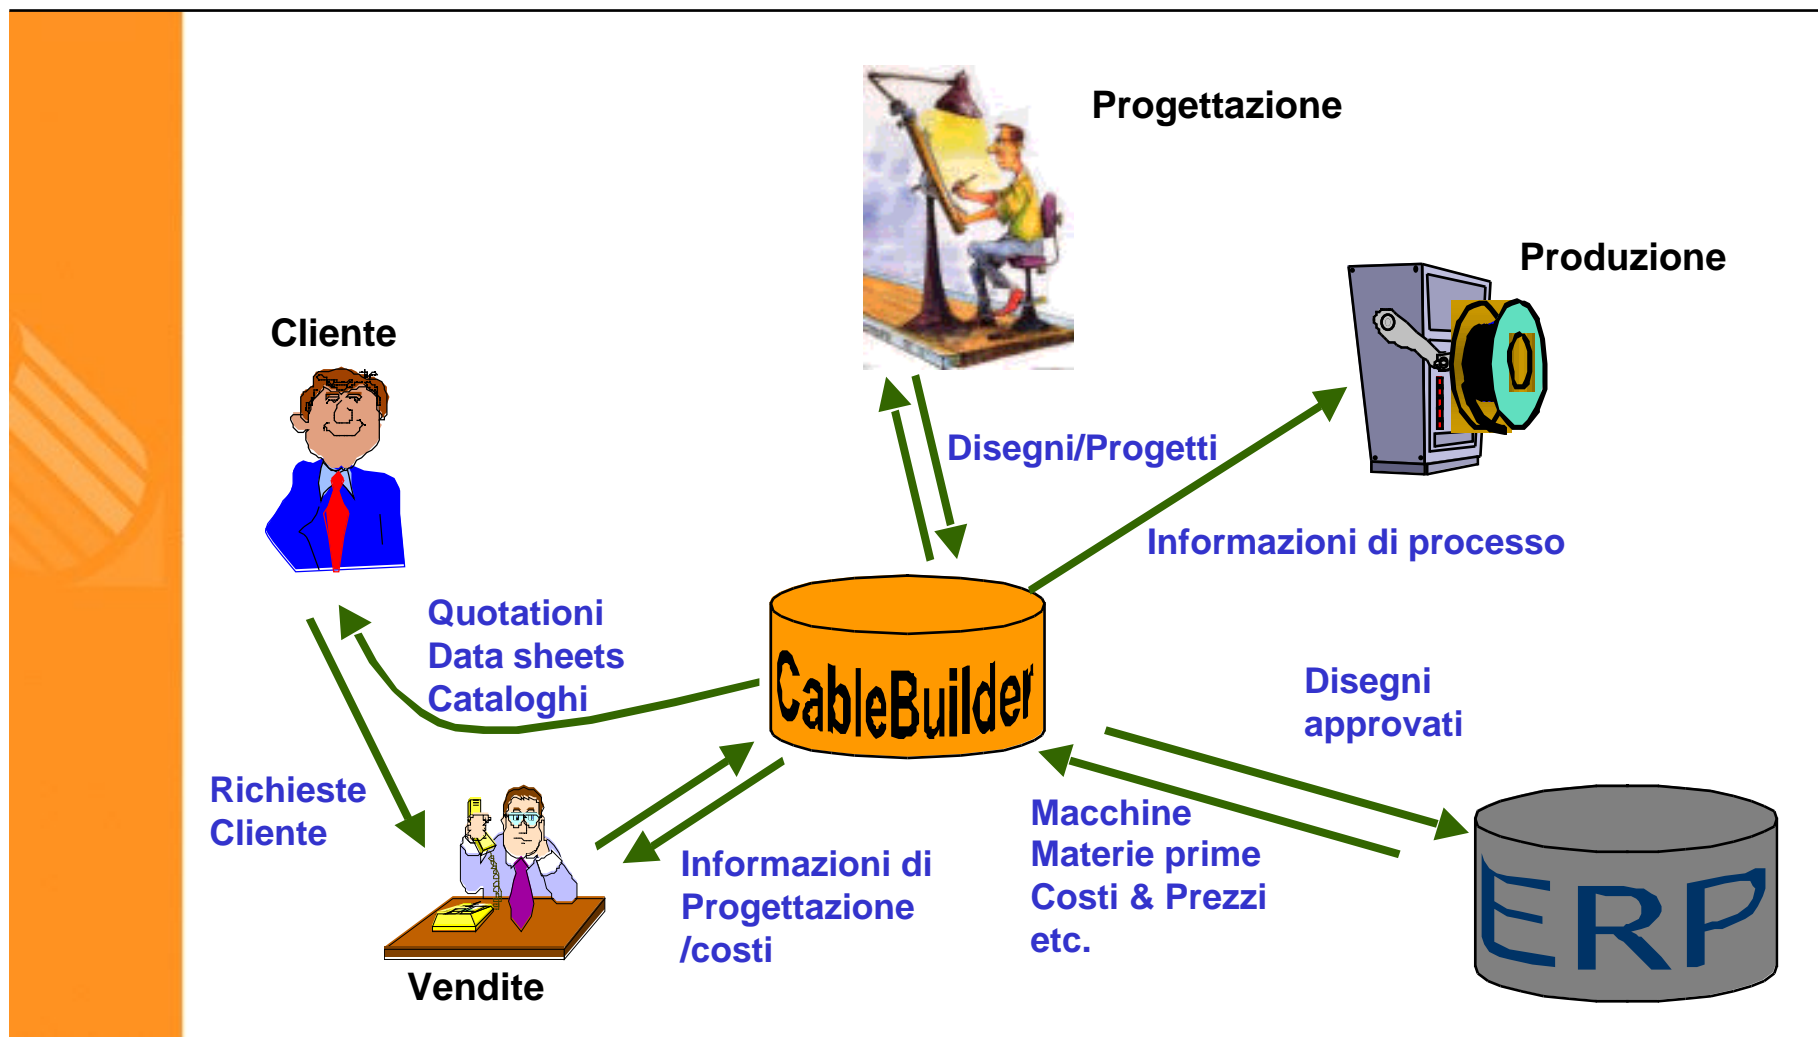 Progettazione
Produzione
Cliente
Disegni/Progetti
Informazioni di processo
Quotationi
Data sheets
Cataloghi
CableBuilder
Disegni
approvati
Richieste
Cliente
Macchine
Materie prime
Costi & Prezzi
etc.
Informazioni di
Progettazione
/costi
ERP
Vendite